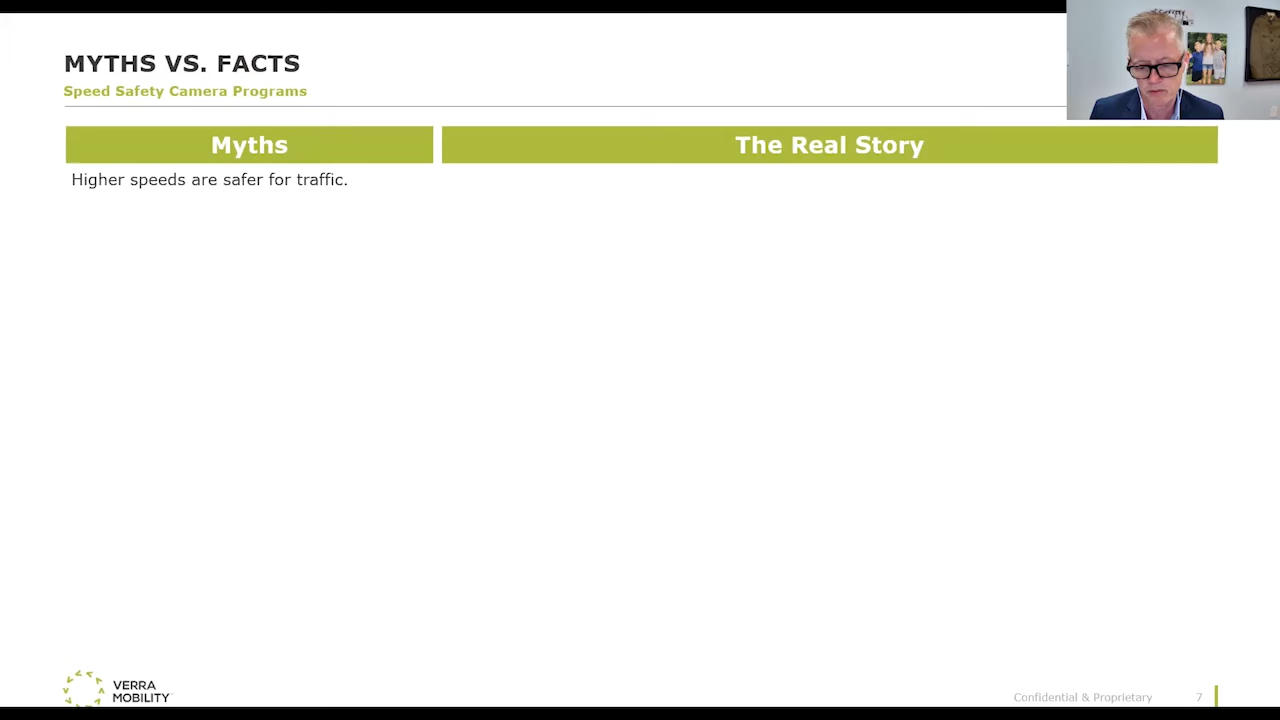 MYTHS VS. FACTS
Speed Safety Camera Programs
Myths
The Real Story
Higher speeds are safer for traffic.
VERRA
MOBILITY
Confidential & Proprietary
7